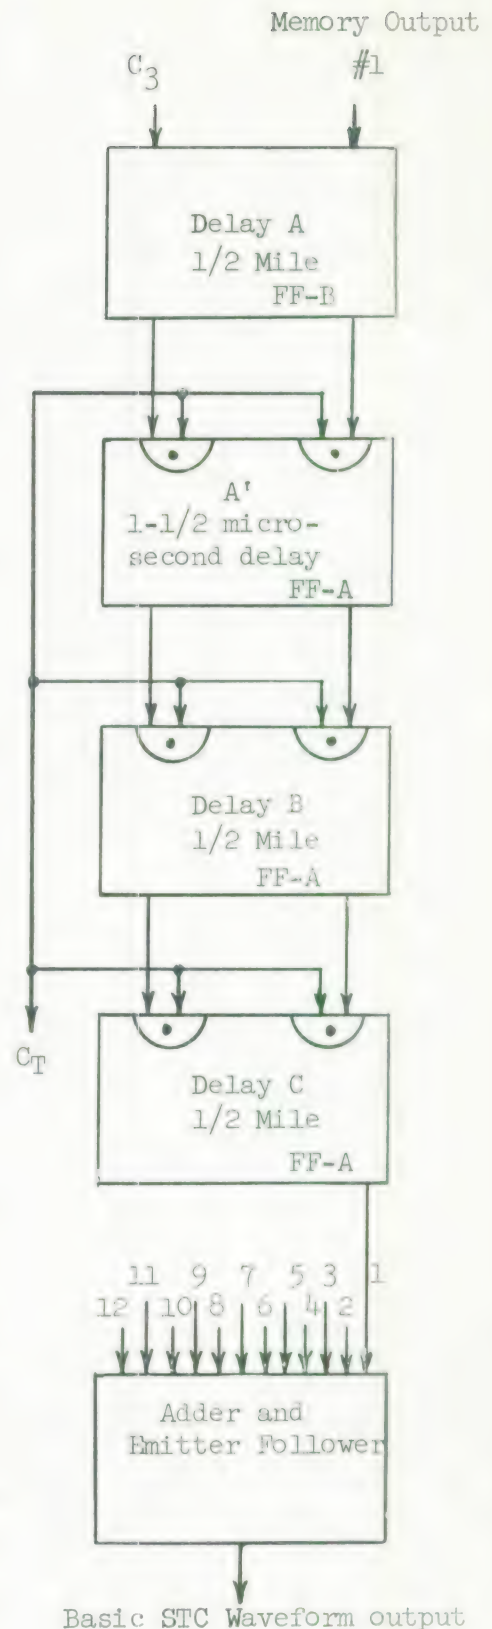 Memory Output
C3 #1
Delay A
1/2 Mile
FF-B
A'
1-1/2 micro-
second delay
FF-A
Delay B
1/2 Mile
FF-A
CT
Delay C
1/2 Mile
FF-A
11 9 7 5 3 1
12 10 8 6 4 2
Adder and
Emitter Follower
Basic STC Waveform output